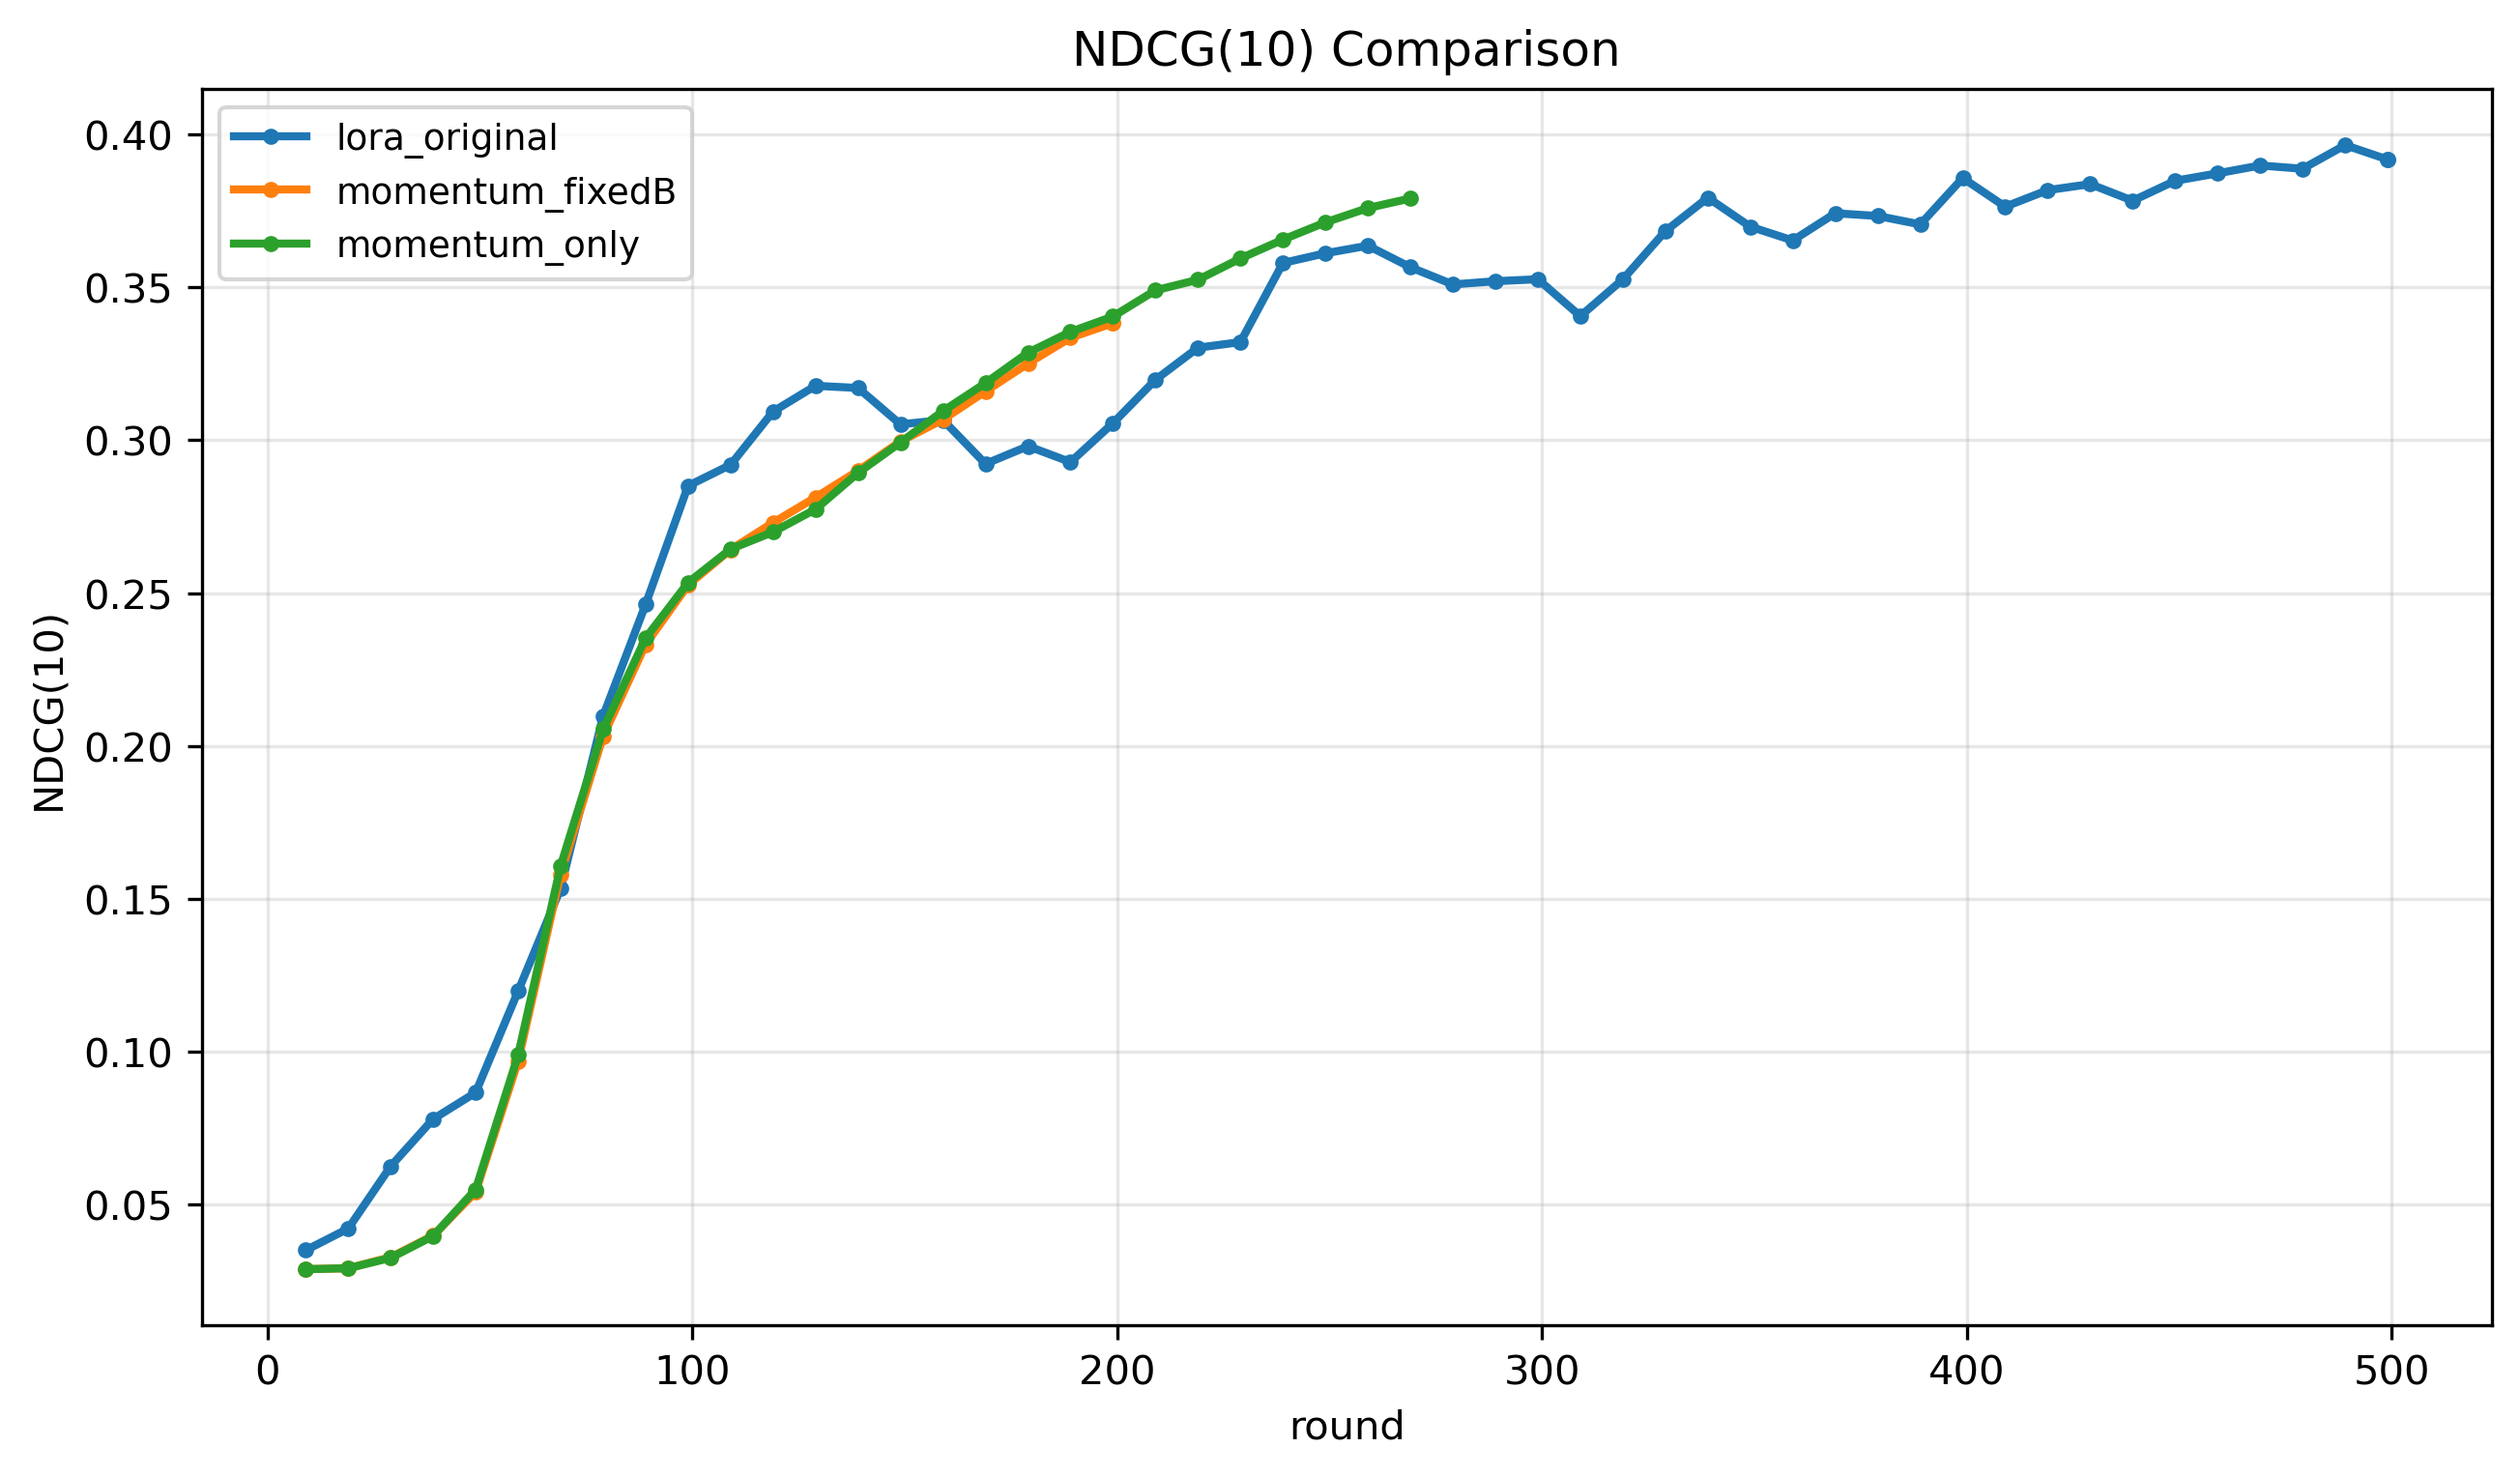 NDCG(10) Comparison
lora_original
momentum_fixedB
momentum_only
NDCG(10)
0.40
0.35
0.30
0.25
0.20
0.15
0.10
0.05
0 100 200 300 400 500
round